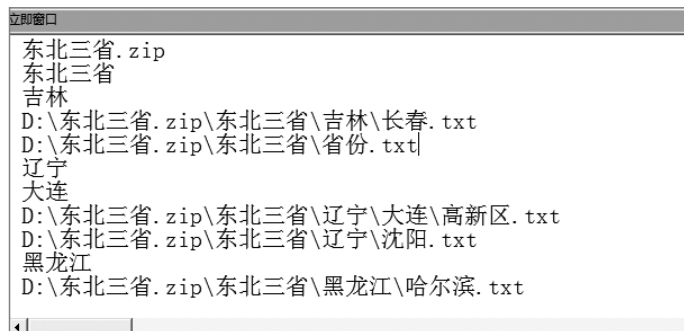 立即窗口
东北三省.zip
东北三省
吉林
D:\东北三省.zip\东北三省\吉林\长春.txt
D:\东北三省.zip\东北三省\省份.txt
辽宁
大连
D:\东北三省.zip\东北三省\辽宁\大连\高新区.txt
D:\东北三省.zip\东北三省\辽宁\沈阳.txt
黑龙江
D:\东北三省.zip\东北三省\黑龙江\哈尔滨.txt